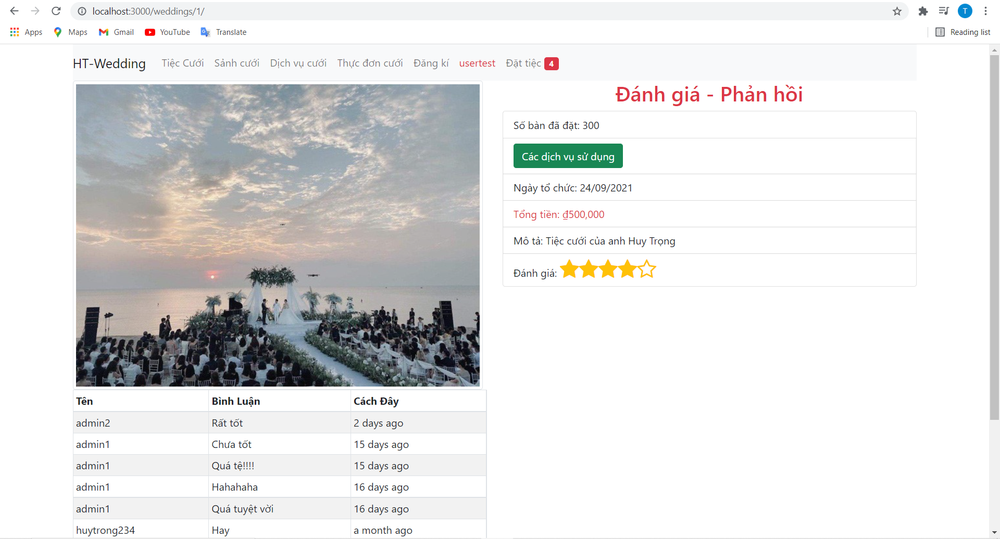 localhost:3000/weddings/1/
T
Apps Maps Gmail YouTube Translate Reading list
HT-Wedding Tiệc Cưới Sảnh cưới Dịch vụ cưới Thực đơn cưới Đăng kí usertest Đặt tiệc 4
Đánh giá - Phản hồi
Số bàn đã đặt: 300
Các dịch vụ sử dụng
Ngày tổ chức: 24/09/2021
Tổng tiền: ₫500,000
Mô tả: Tiệc cưới của anh Huy Trọng
Đánh giá:
Tên Bình Luận Cách Đây
admin2 Rất tốt 2 days ago
admin1 Chưa tốt 15 days ago
admin1 Quá tệ!!!! 15 days ago
admin1 Hahahaha 16 days ago
admin1 Quá tuyệt vời 16 days ago
huytrong234 Hay a month ago